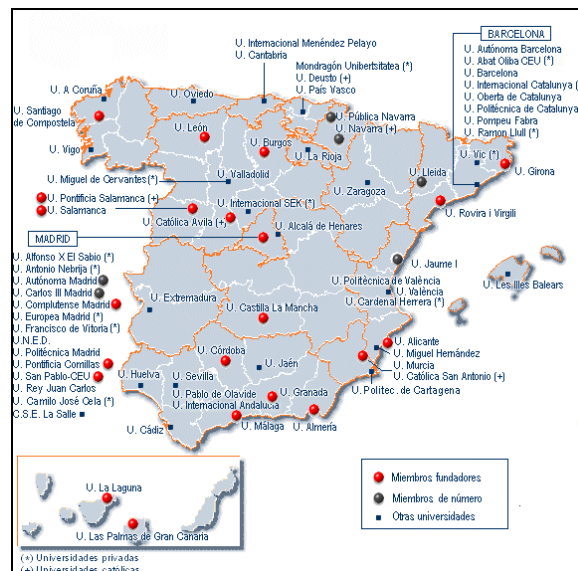 BARCELONA
U. Autónoma Barcelona
U. Abat Oliba CEU (*)
U. Barcelona
U. Internacional Catalunya (
U. Oberta de Catalunya
U. Politécnica de Catalunya
U. Pompeu Fabra
U. Ramon Llull (*)
U. Internacional Menéndez Pelayo
U. Cantabria
Mondragón Unibertsitatea (*)
U. Deusto (+)
U. País Vasco
U. A Coruña
U. Oviedo
U. Santiago
de Compostela
U. León
U. Pública Navarra
U. Navarra (+)
U. Burgos
U. Vigo
U. La Rioja
U. Vic (*)
U. Girona
U. Lleida
U. Valladolid
U. Miguel de Cervantes (*)
U. Zaragoza
U. Pontificia Salamanca (+)
U. Salamanca
U. Internacional SEK (*)
U. Católica Avila (+)
U. Rovira i Virgili
U. Alcalá de Henares
MADRID
U. Alfonso X El Sabio (*)
U. Antonio Nebrija (*)
U. Autónoma Madrid
U. Carlos III Madrid
U. Complutense Madrid
U. Europea Madrid (*)
U. Francisco de Vitoria (*)
U.N.E.D.
U. Politécnica Madrid
U. Pontificia Comillas
U. San Pablo-CEU
U. Rey Juan Carlos
U. Camilo José Cela (*)
C.S.E. La Salle
U. Jaume I
U. Politécnica de València
U. València
U. Cardenal Herrera (*)
U. Les Illes Balears
U. Extremadura
U. Castilla La Mancha
U. Alicante
U. Miguel Hernández
U. Murcia
U. Católica San Antonio (+)
U. Politec. de Cartagena
U. Córdoba
U. Jaén
U. Huelva
U. Sevilla
U. Pablo de Olavide
U. Internacional Andalucía
U. Granada
U. Cádiz
U. Málaga
U. Almería
U. La Laguna
U. Las Palmas de Gran Canaria
Miembros fundadores
Miembros de número
Otras universidades
(*) Universidades privadas
(+) Universidades católicas